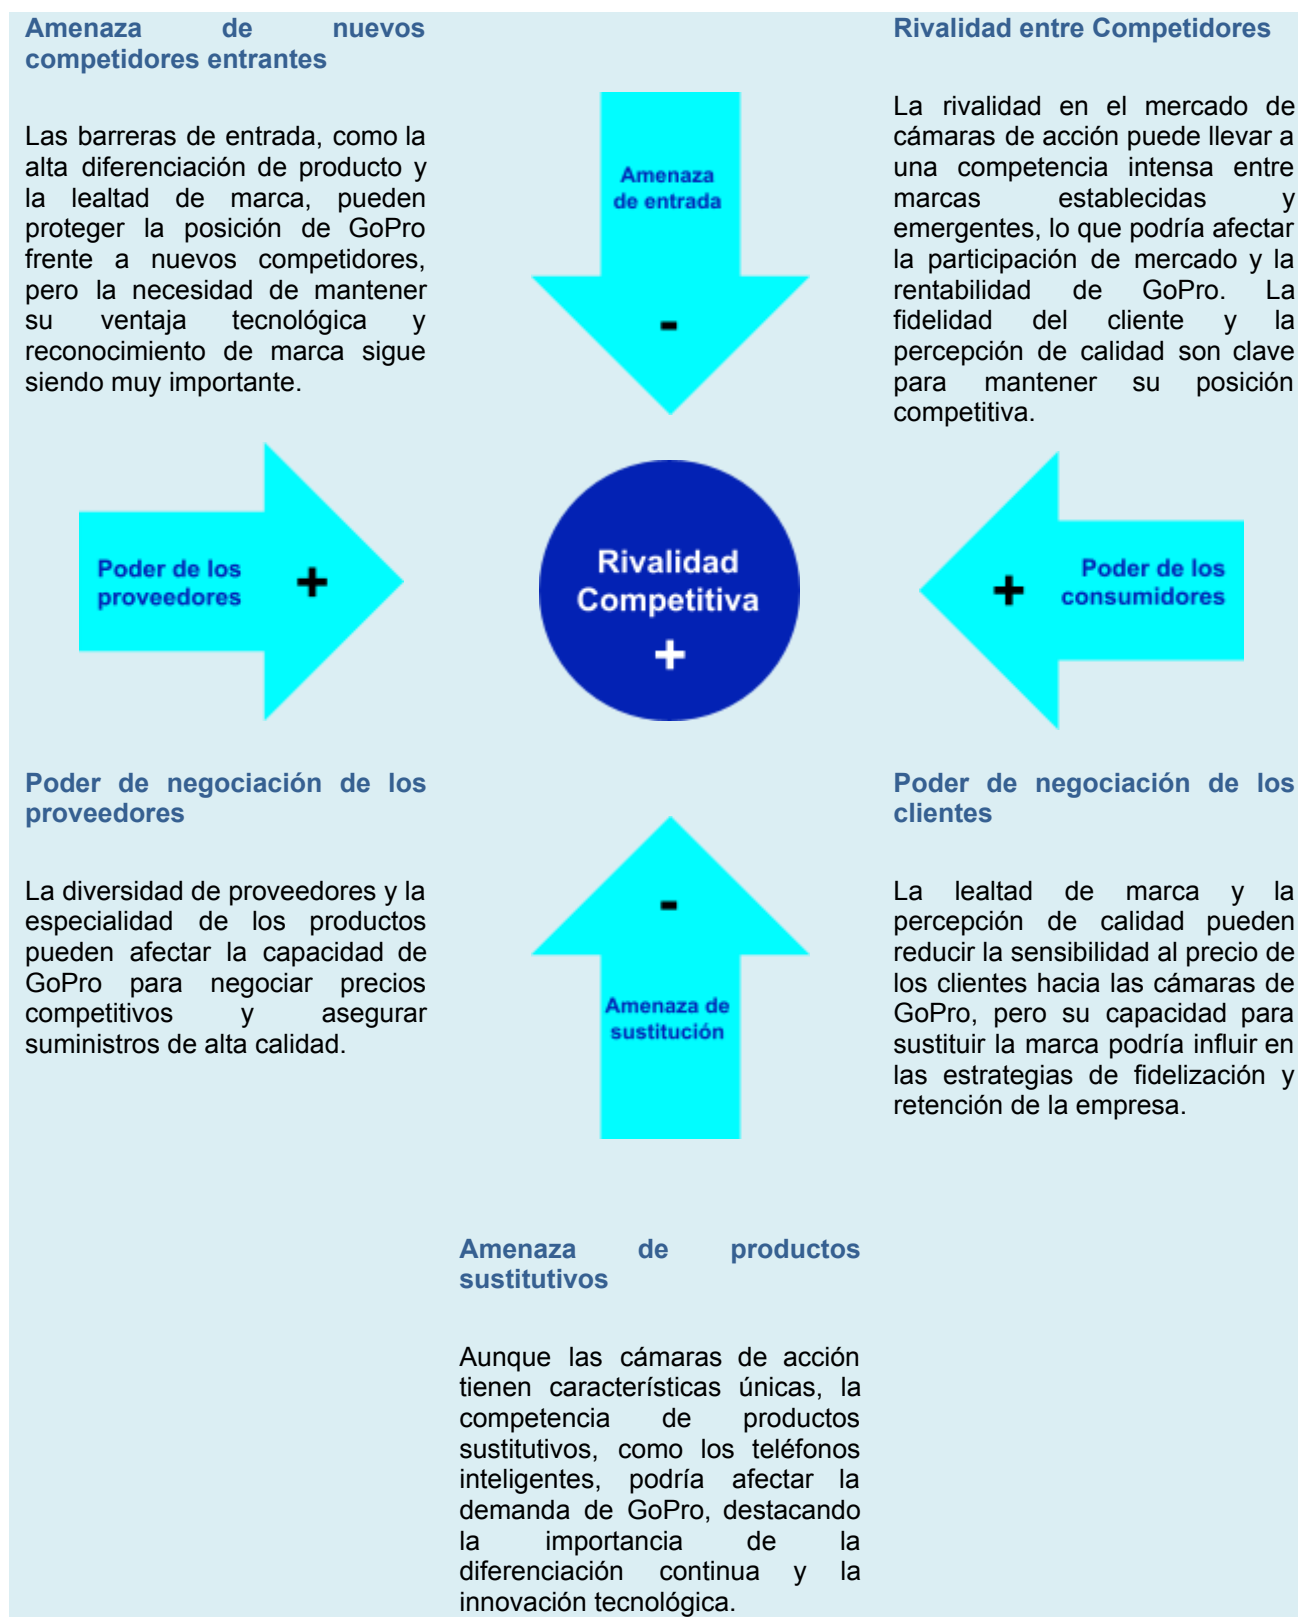 Amenaza de nuevos
competidores entrantes
Las barreras de entrada, como la
alta diferenciación de producto y
la lealtad de marca, pueden
proteger la posición de GoPro
frente a nuevos competidores,
pero la necesidad de mantener
su ventaja tecnológica y
reconocimiento de marca sigue
siendo muy importante.
Amenaza
de entrada
-
Rivalidad entre Competidores
La rivalidad en el mercado de
cámaras de acción puede llevar a
una competencia intensa entre
marcas establecidas y
emergentes, lo que podría afectar
la participación de mercado y la
rentabilidad de GoPro. La
fidelidad del cliente y la
percepción de calidad son clave
para mantener su posición
competitiva.
Poder de los
proveedores
+
Rivalidad
Competitiva
+
+
Poder de los
consumidores
Poder de negociación de los
proveedores
La diversidad de proveedores y la
especialidad de los productos
pueden afectar la capacidad de
GoPro para negociar precios
competitivos y asegurar
suministros de alta calidad.
-
Amenaza de
sustitución
Poder de negociación de los
clientes
La lealtad de marca y la
percepción de calidad pueden
reducir la sensibilidad al precio de
los clientes hacia las cámaras de
GoPro, pero su capacidad para
sustituir la marca podría influir en
las estrategias de fidelización y
retención de la empresa.
Amenaza de productos
sustitutivos
Aunque las cámaras de acción
tienen características únicas, la
competencia de productos
sustitutivos, como los teléfonos
inteligentes, podría afectar la
demanda de GoPro, destacando
la importancia de la
diferenciación continua y la
innovación tecnológica.